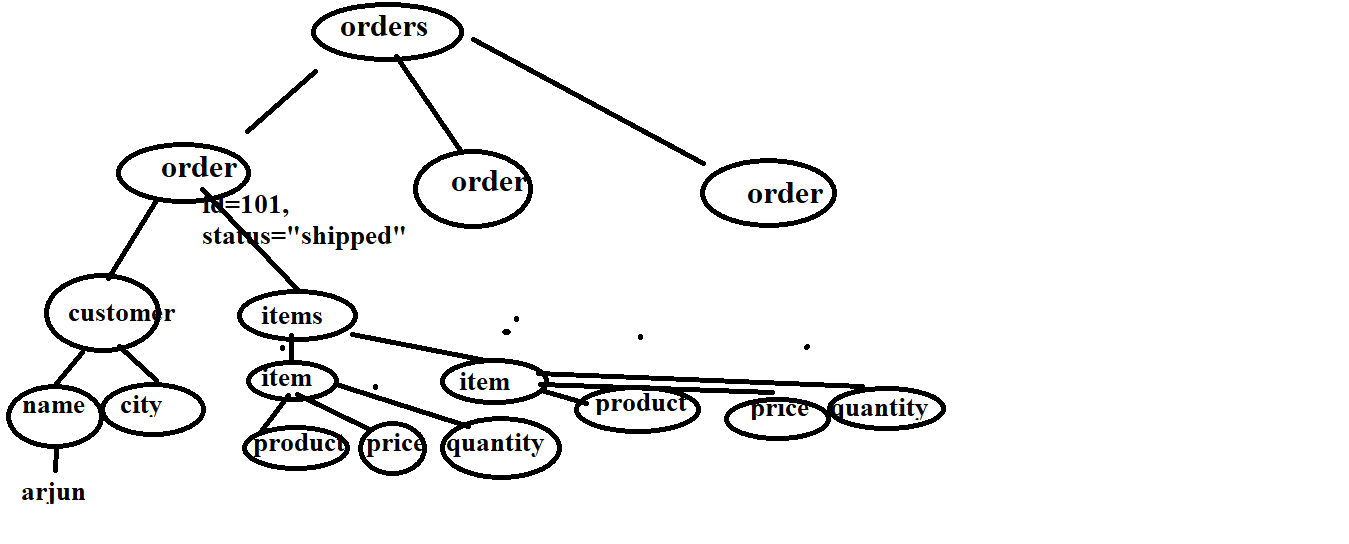 orders
order
order
order
id=101,
status="shipped"
customer
items
item
item
name
city
product
price
quantity
product
price
quantity
arjun